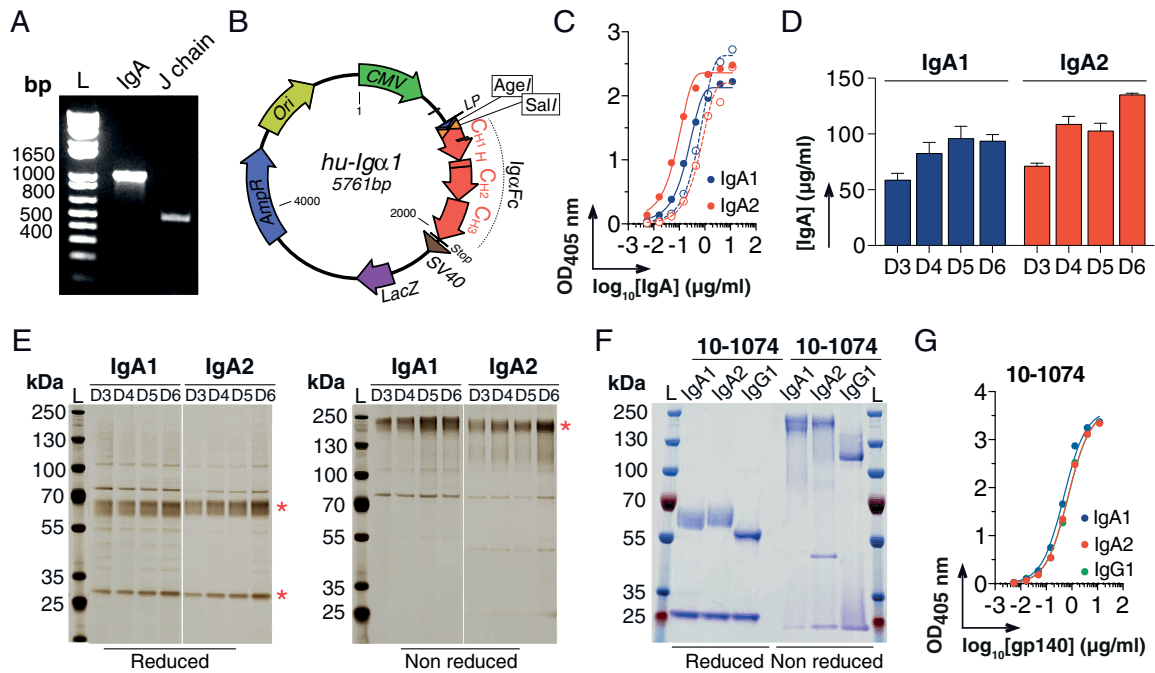 A
bp
L
IgA
J chain
1650
1000
800
500
400
B
CMV
1
LP
AgeI
SalI
CH1
H
CH2
CH3
IgαFc
Stop
2000
SV40
LacZ
4000
AmpR
Ori
hu-Igα1
5761bp
C
3
2
1
0
-3 -2 -1 0 1 2
IgA1
IgA2
OD405 nm
log10[IgA] (µg/ml)
D
IgA1 IgA2
150
100
50
0
[IgA] (µg/ml)
D3 D4 D5 D6 D3 D4 D5 D6
E
IgA1 IgA2
kDa
L D3 D4 D5 D6 D3 D4 D5 D6
250
130
100
70
55
35
25
*
*
Reduced
IgA1 IgA2
kDa
L D3 D4 D5 D6 D3 D4 D5 D6
250
130
100
70
55
35
25
*
Non reduced
F
10-1074 10-1074
kDa
L IgA1 IgA2 IgG1 IgA1 IgA2 IgG1 L
250
130
100
70
55
35
25
Reduced Non reduced
G
10-1074
4
3
2
1
0
-3 -2 -1 0 1 2
IgA1
IgA2
IgG1
OD405 nm
log10[gp140] (µg/ml)